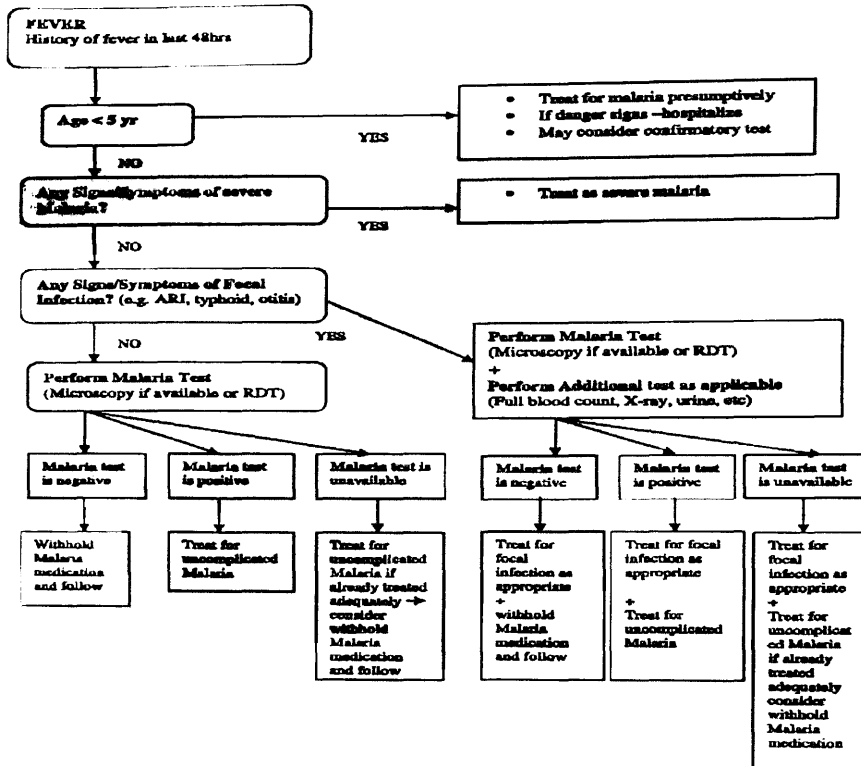 FEVER
History of fever in last 48hrs
Age < 5 yr
YES
• Treat for malaria presumptively
• If danger signs –hospitalize
• May consider confirmatory test
NO
Any Signs/Symptoms of severe
Malaria?
YES
• Treat as severe malaria
NO
Any Signs/Symptoms of Focal
Infection? (e.g. ARI, typhoid, otitis)
YES
NO
Perform Malaria Test
(Microscopy if available or RDT)
Perform Malaria Test
(Microscopy if available or RDT)
+
Perform Additional test as applicable
(Full blood count, X-ray, urine, etc)
Malaria test
is negative
Malaria test
is positive
Malaria test is
unavailable
Malaria test
is negative
Malaria test
is positive
Malaria test
is unavailable
Withhold
Malaria
medication
and follow
Treat for
uncomplicated
Malaria
Treat for
uncomplicated
Malaria if
already treated
adequately →
consider
withhold
Malaria
medication
and follow
Treat for
focal
infection as
appropriate
+
withhold
Malaria
medication
and follow
Treat for focal
infection as
appropriate
+
Treat for
uncomplicated
Malaria
Treat for
focal
infection as
appropriate
+
Treat for
uncomplicat
ed Malaria
if already
treated
adequately
consider
withhold
Malaria
medication